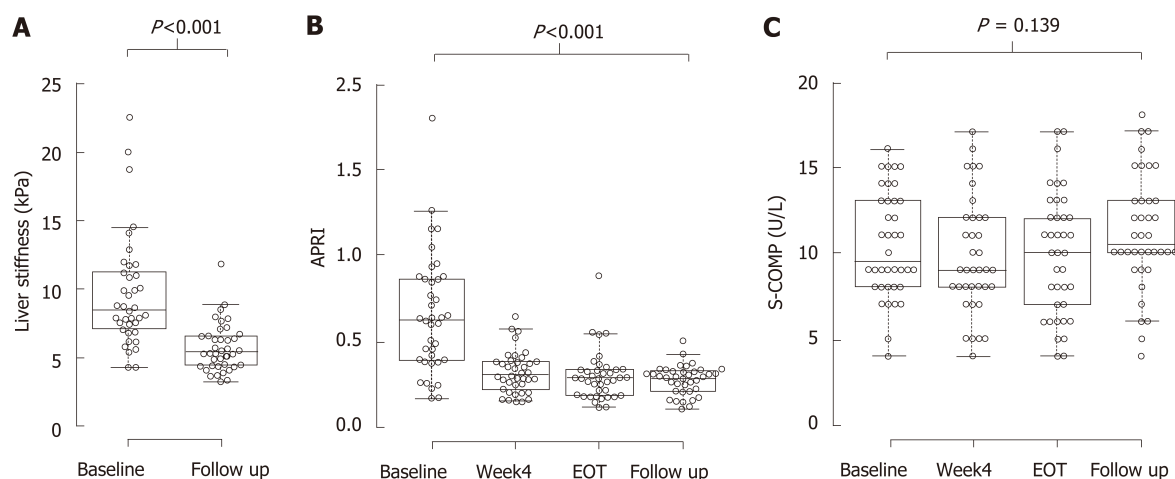 A
P<0.001
Liver stiffness (kPa)
25
20
15
10
5
0
Baseline
Follow up
B
P<0.001
APRI
2.5
1.5
1.0
0.5
0.0
Baseline
Week4
EOT
Follow up
C
P = 0.139
S-COMP (U/L)
20
15
10
5
0
Baseline
Week4
EOT
Follow up